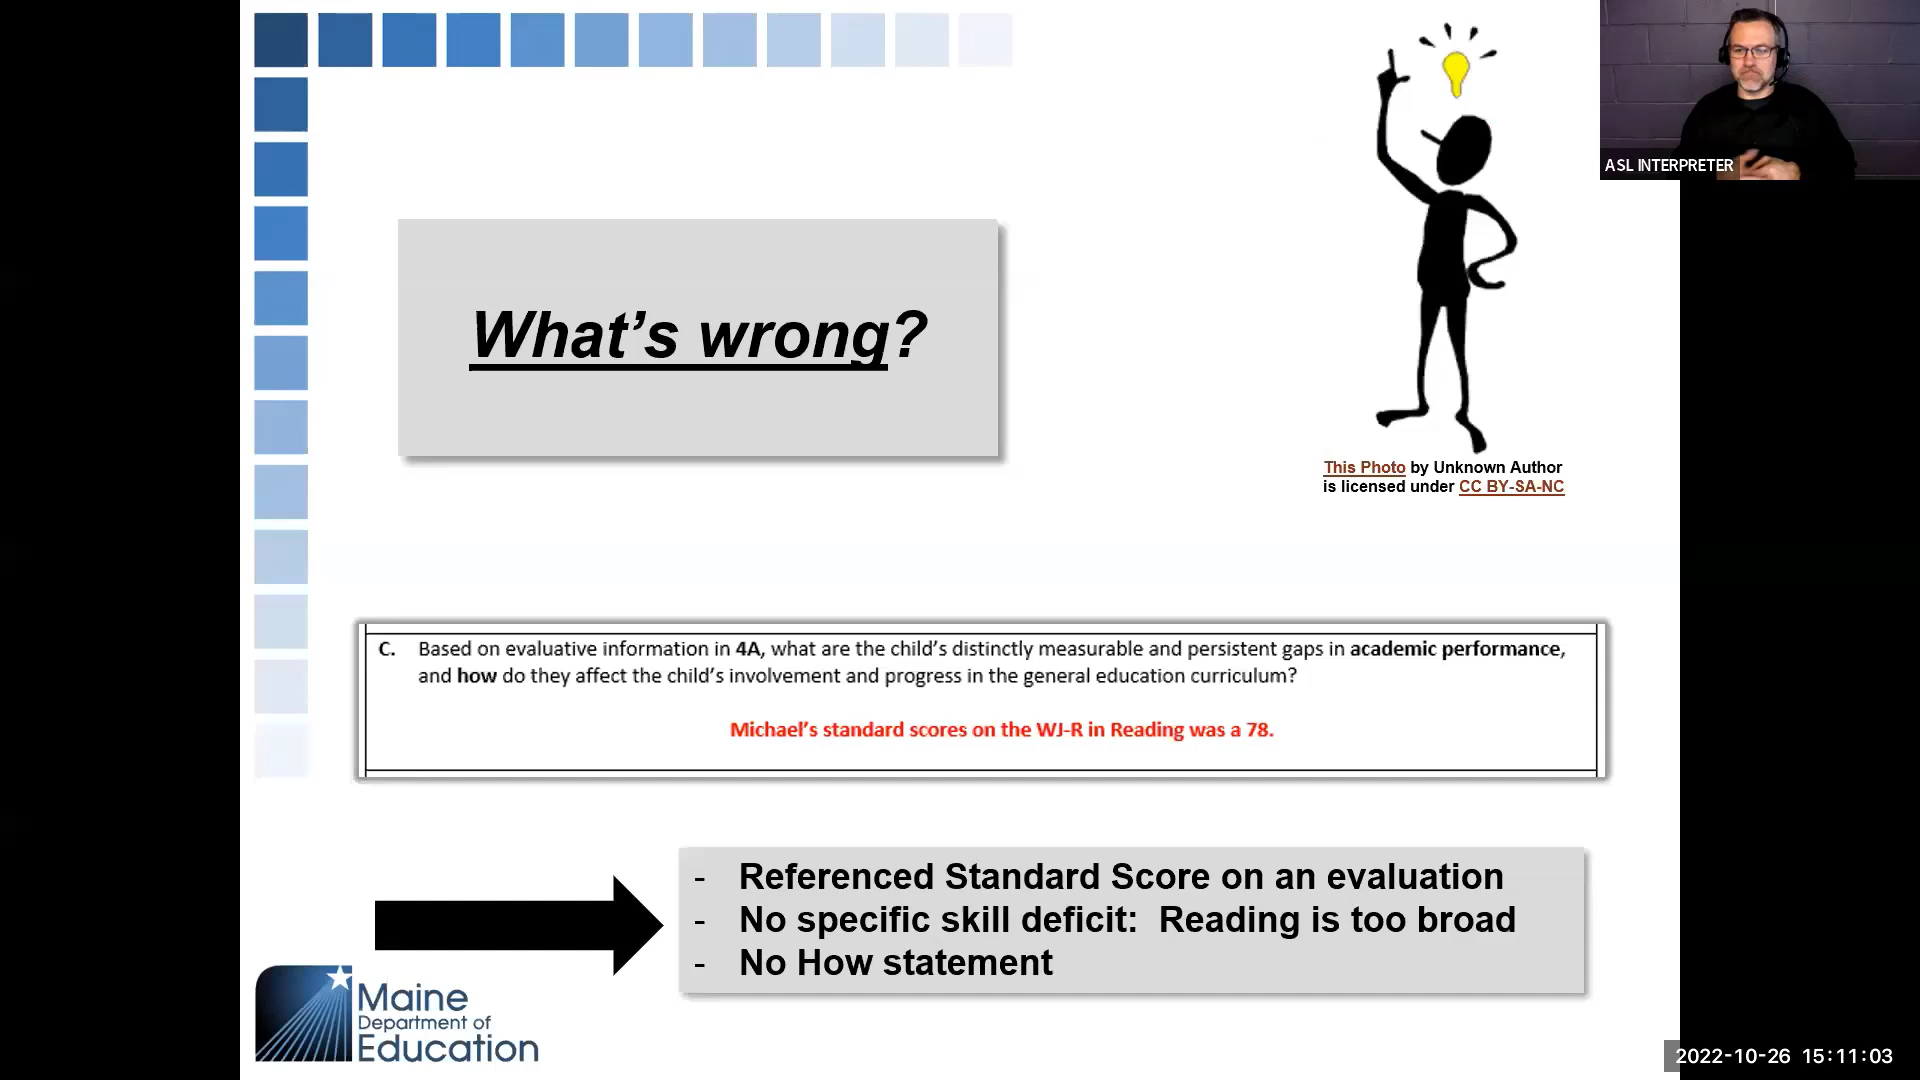 ASL INTERPRETER
What's wrong?
This Photo by Unknown Author
is licensed under CC BY-SA-NC
C. Based on evaluative information in 4A, what are the child's distinctly measurable and persistent gaps in academic performance,
and how do they affect the child's involvement and progress in the general education curriculum?
Michael's standard scores on the WJ-R in Reading was a 78.
- Referenced Standard Score on an evaluation
- No specific skill deficit: Reading is too broad
- No How statement
Maine
Department of
Education
2022-10-26 15:11:03